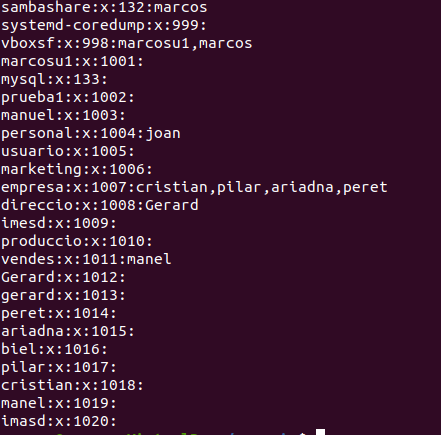 sambashare:x:132:marcos
systemd-coredump:x:999:
vboxsf:x:998:marcosu1,marcos
marcosu1:x:1001:
mysql:x:133:
prueba1:x:1002:
manuel:x:1003:
personal:x:1004:joan
usuario:x:1005:
marketing:x:1006:
empresa:x:1007:cristian,pilar,ariadna,peret
direccio:x:1008:Gerard
imesd:x:1009:
produccio:x:1010:
vendes:x:1011:manel
Gerard:x:1012:
gerard:x:1013:
peret:x:1014:
ariadna:x:1015:
biel:x:1016:
pilar:x:1017:
cristian:x:1018:
manel:x:1019:
imasd:x:1020: